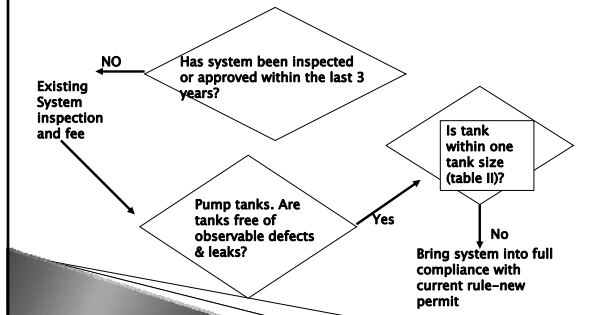 NO
Has system been inspected
or approved within the last 3
years?
Existing
System
inspection
and fee
Is tank
within one
tank size
(table II)?
Pump tanks. Are
tanks free of
observable defects
& leaks?
Yes
No
Bring system into full
compliance with
current rule-new
permit